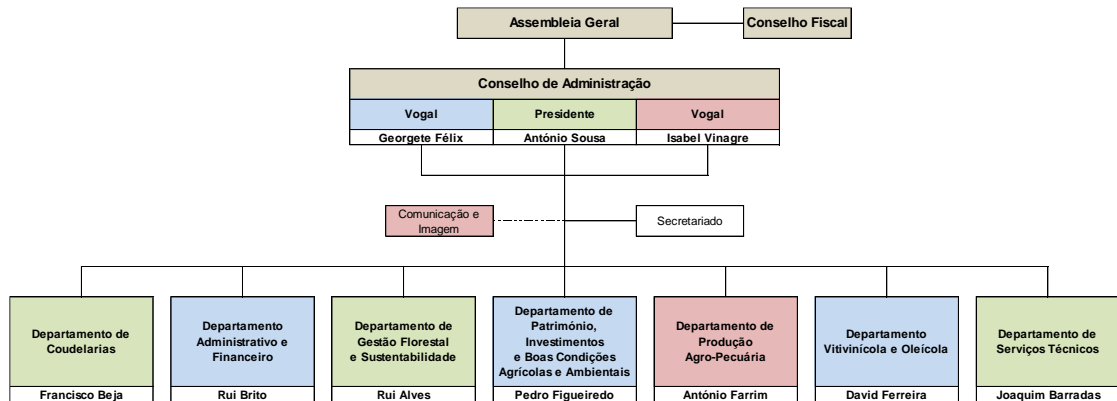 Assembleia Geral
Conselho Fiscal
Conselho de Administração
Vogal
Presidente
Vogal
Georgete Félix
António Sousa
Isabel Vinagre
Comunicação e
Imagem
Secretariado
Departamento de
Coudelarias
Francisco Beja
Departamento
Administrativo e
Financeiro
Rui Brito
Departamento de
Gestão Florestal
e Sustentabilidade
Rui Alves
Departamento de
Património,
Investimentos
e Boas Condições
Agrícolas e Ambientais
Pedro Figueiredo
Departamento de
Produção
Agro-Pecuária
António Farrim
Departamento
Vitivinícola e Oleícola
David Ferreira
Departamento de
Serviços Técnicos
Joaquim Barradas